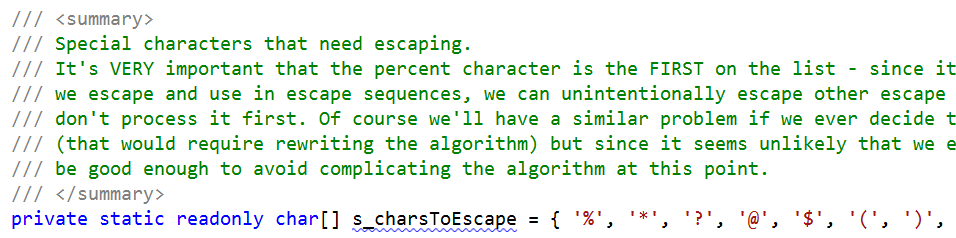 /// <summary>
/// Special characters that need escaping.
/// It's VERY important that the percent character is the FIRST on the list - since it
/// we escape and use in escape sequences, we can unintentionally escape other escape
/// don't process it first. Of course we'll have a similar problem if we ever decide t
/// (that would require rewriting the algorithm) but since it seems unlikely that we e
/// be good enough to avoid complicating the algorithm at this point.
/// </summary>
private static readonly char[] s_charsToEscape = { '%', '*', '?', '@', '$', '(', ')',